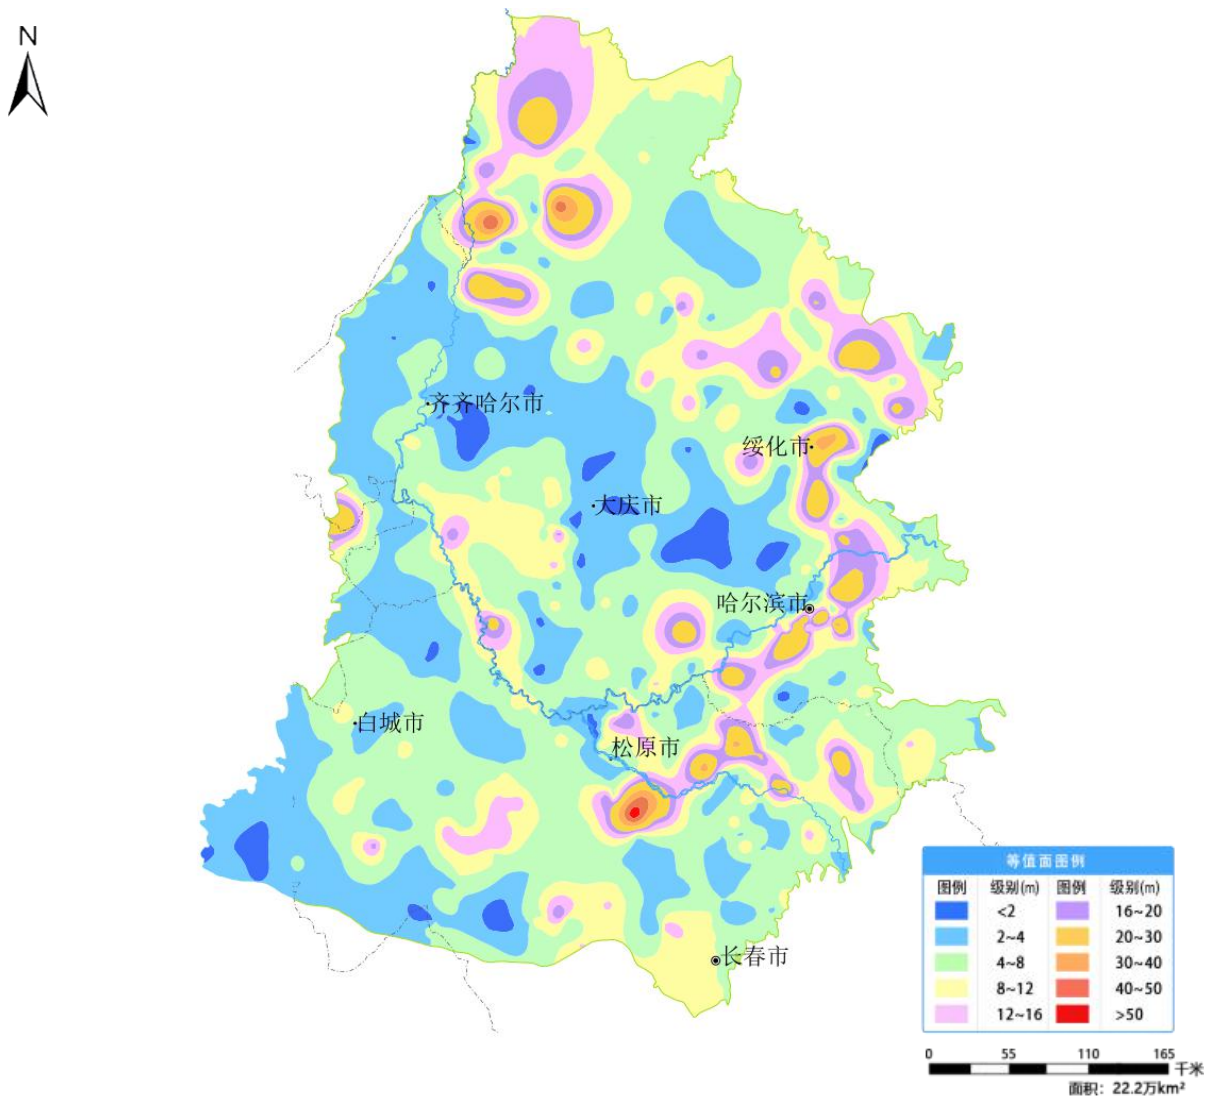 N
齐齐哈尔市
绥化市
大庆市
哈尔滨市
白城市
松原市
长春市
等值面图例
图例 级别(m) 图例 级别(m)
<2 16~20
2~4 20~30
4~8 30~40
8~12 40~50
12~16 >50
0 55 110 165 千米
面积：22.2万km²